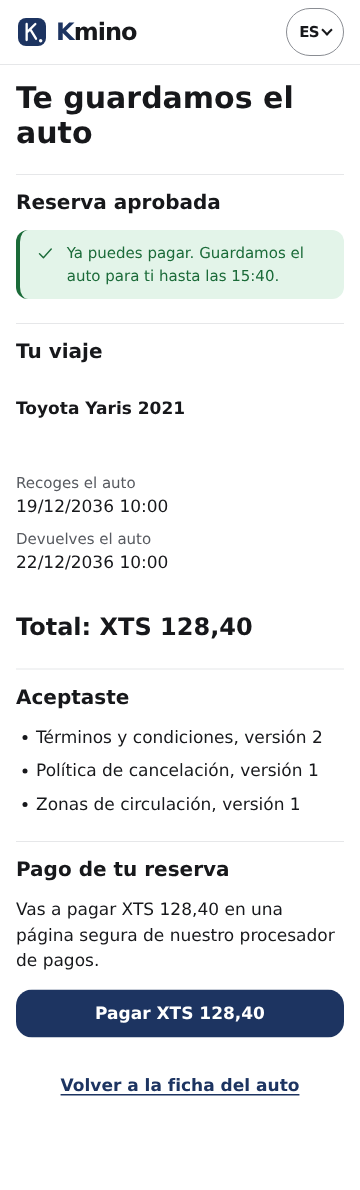 K. Kmino
ES
Te guardamos el
auto
Reserva aprobada
Ya puedes pagar. Guardamos el
auto para ti hasta las 15:40.
Tu viaje
Toyota Yaris 2021
Recoges el auto
19/12/2036 10:00
Devuelves el auto
22/12/2036 10:00
Total: XTS 128,40
Aceptaste
• Términos y condiciones, versión 2
• Política de cancelación, versión 1
• Zonas de circulación, versión 1
Pago de tu reserva
Vas a pagar XTS 128,40 en una
página segura de nuestro procesador
de pagos.
Pagar XTS 128,40
Volver a la ficha del auto